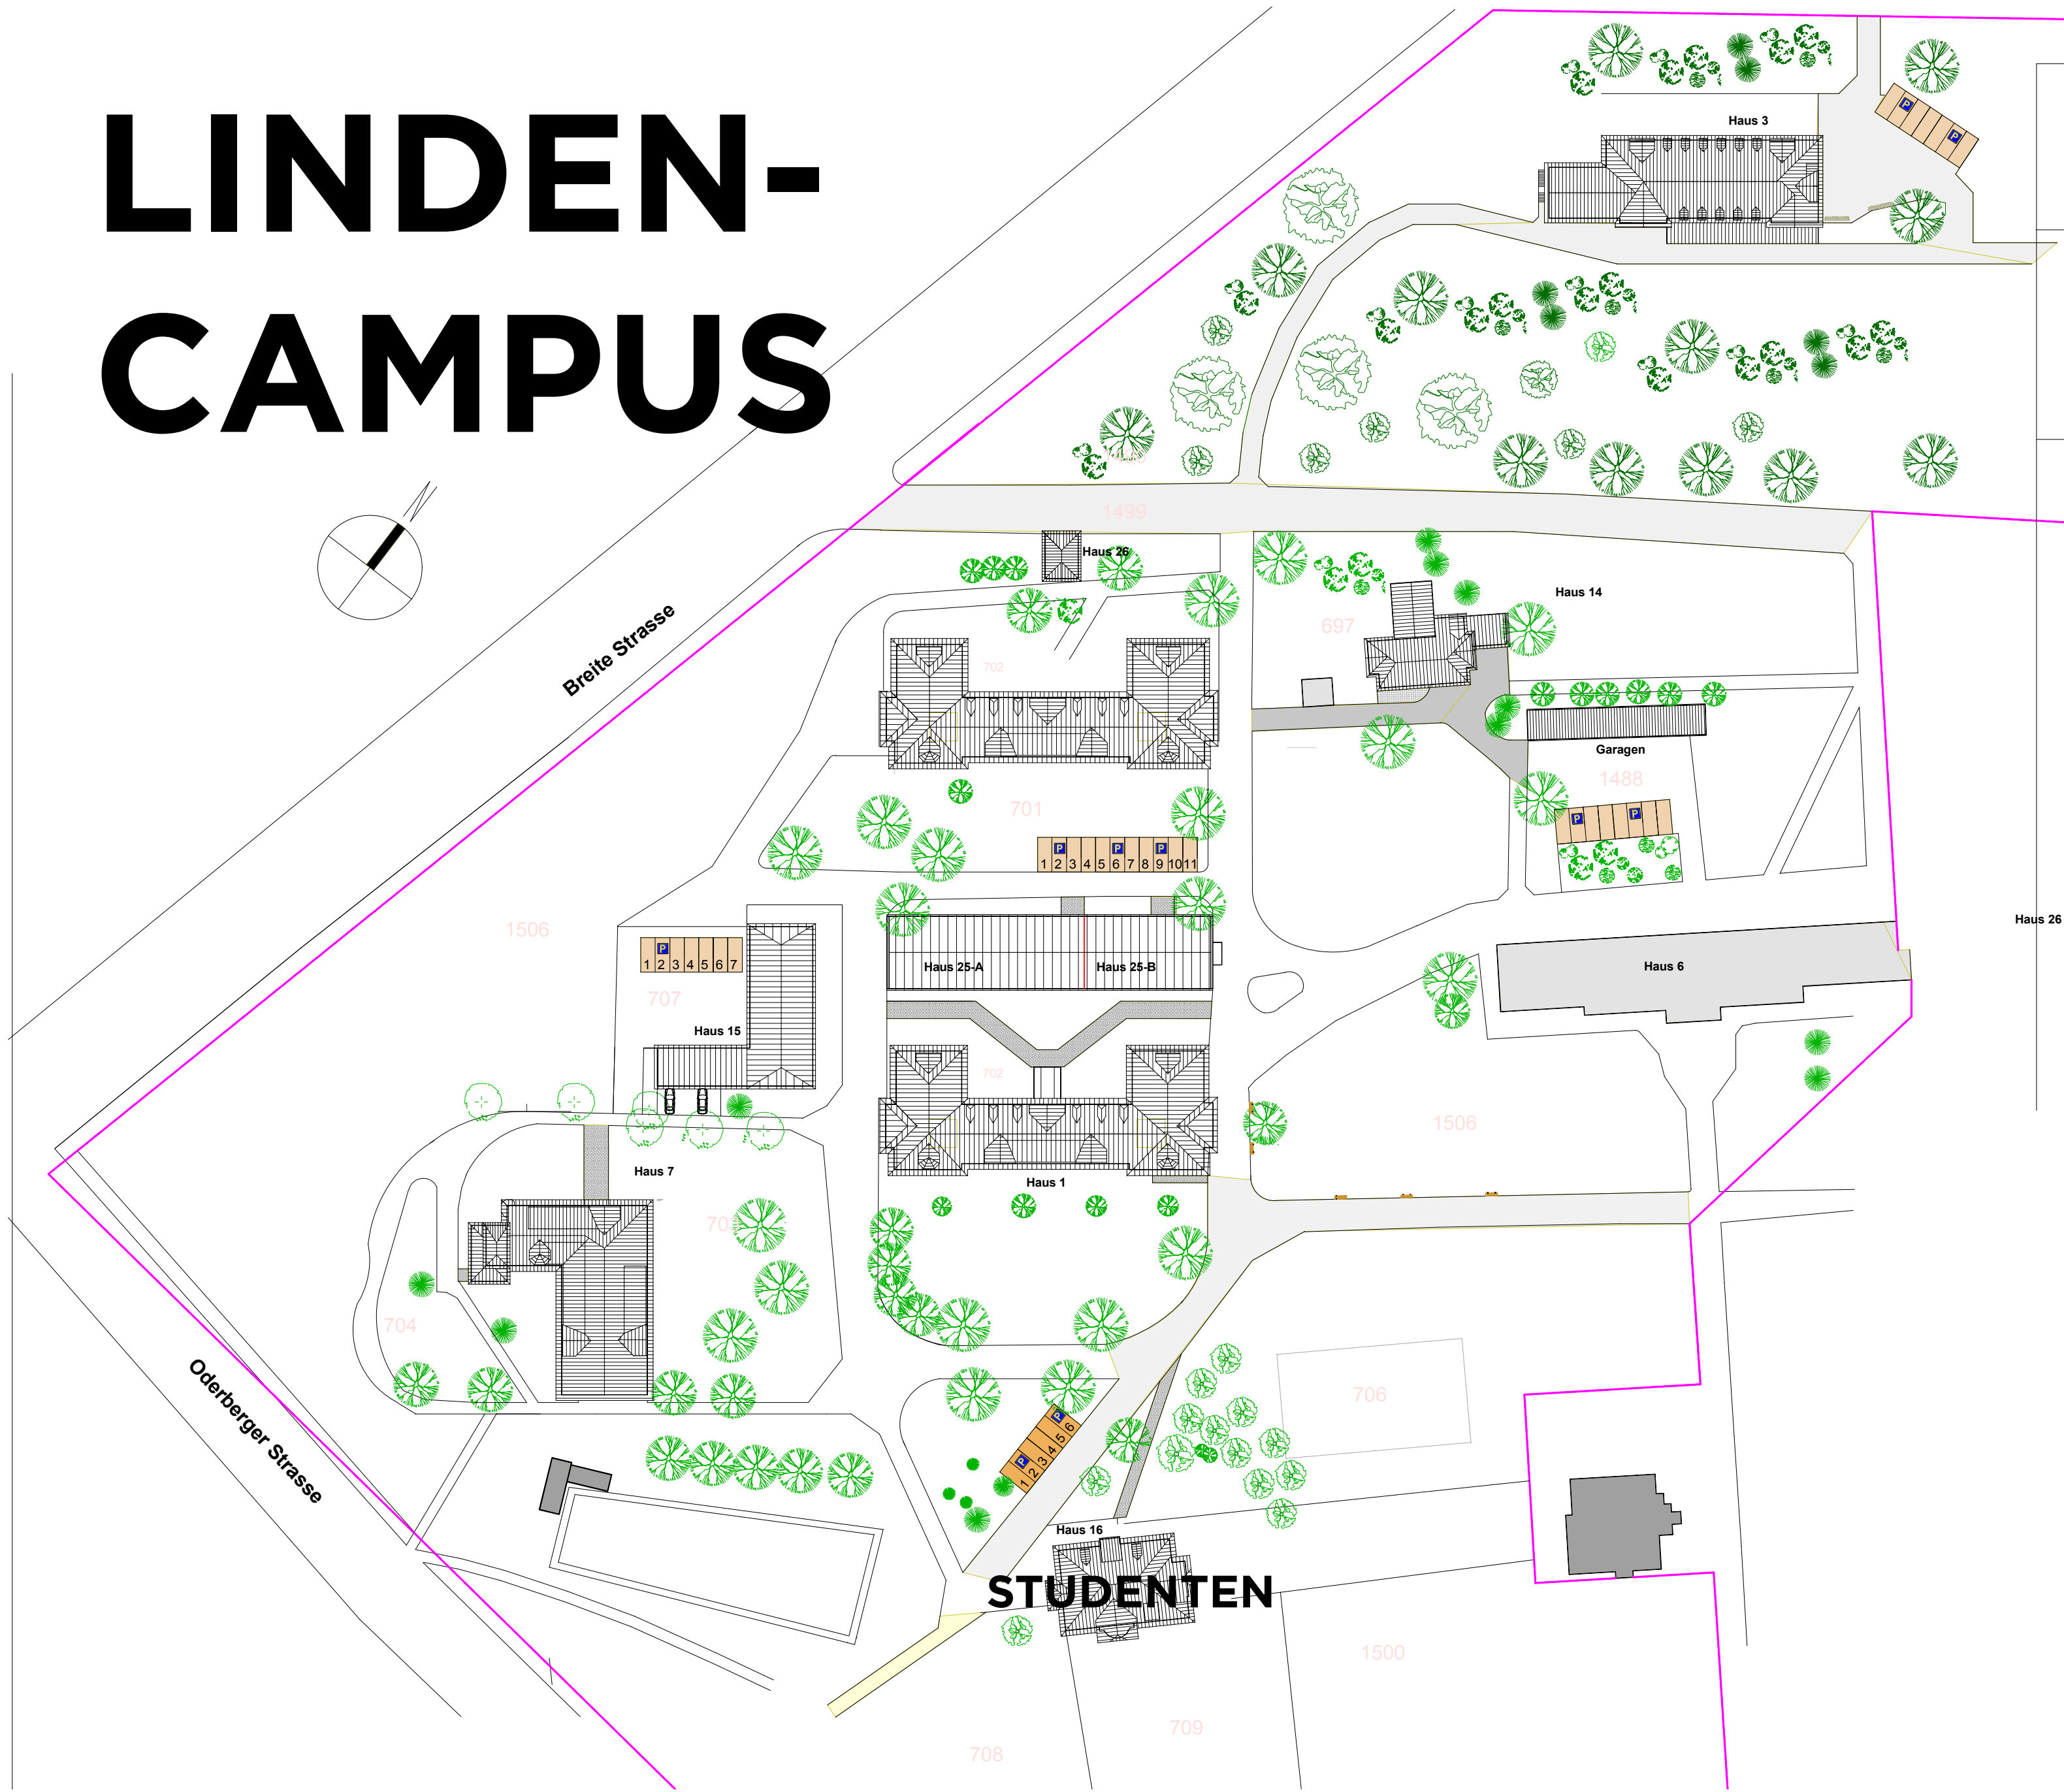 LINDEN-
CAMPUS
Haus 3
P
P
1499
Haus 26
Haus 14
Breite Strasse
697
702
Garagen
1488
701
P
P
P
P
P
1 2 3 4 5 6 7 8 9 10 11
1506
Haus 26
P
1 2 3 4 5 6 7
Haus 25-A
Haus 25-B
Haus 6
707
Haus 15
702
1506
Haus 7
Haus 1
704
Oderberger Strasse
706
P
P
1 2 3 4 5 6
Haus 16
STUDENTEN
1500
709
708